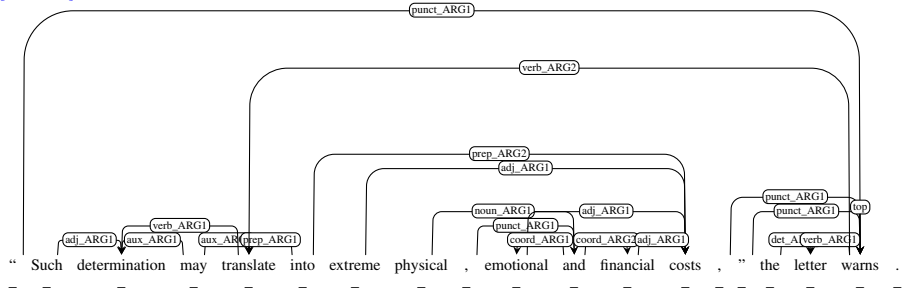 punct_ARG1
verb_ARG2
prep_ARG2
adj_ARG1
punct_ARG1
verb_ARG1 noun_ARG1 adj_ARG1 punct_ARG1 top
punct_ARG1
adj_ARG1 aux_ARG1 aux_AR prep_ARG1 coord_ARG1 coord_ARG2 adj_ARG1 det_A verb_ARG1
“ Such determination may translate into extreme physical , emotional and financial costs , ” the letter warns .
_ _ _ _ _ _ _ _ _ _ _ _ _ _ _ _ _ _ _